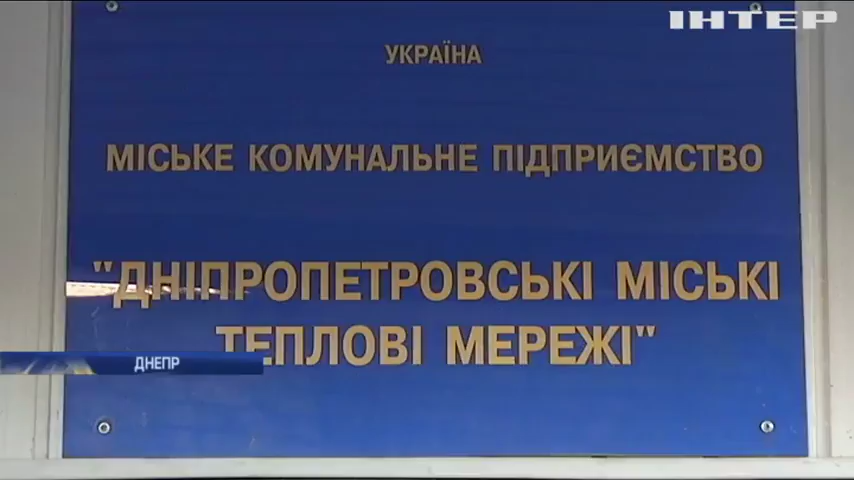 ІНТЕР
УКРАЇНА
МІСЬКЕ КОМУНАЛЬНЕ ПІДПРИЄМСТВО
"ДНІПРОПЕТРОВСЬКІ МІСЬКІ
ТЕПЛОВІ МЕРЕЖІ"
ДНЕПР